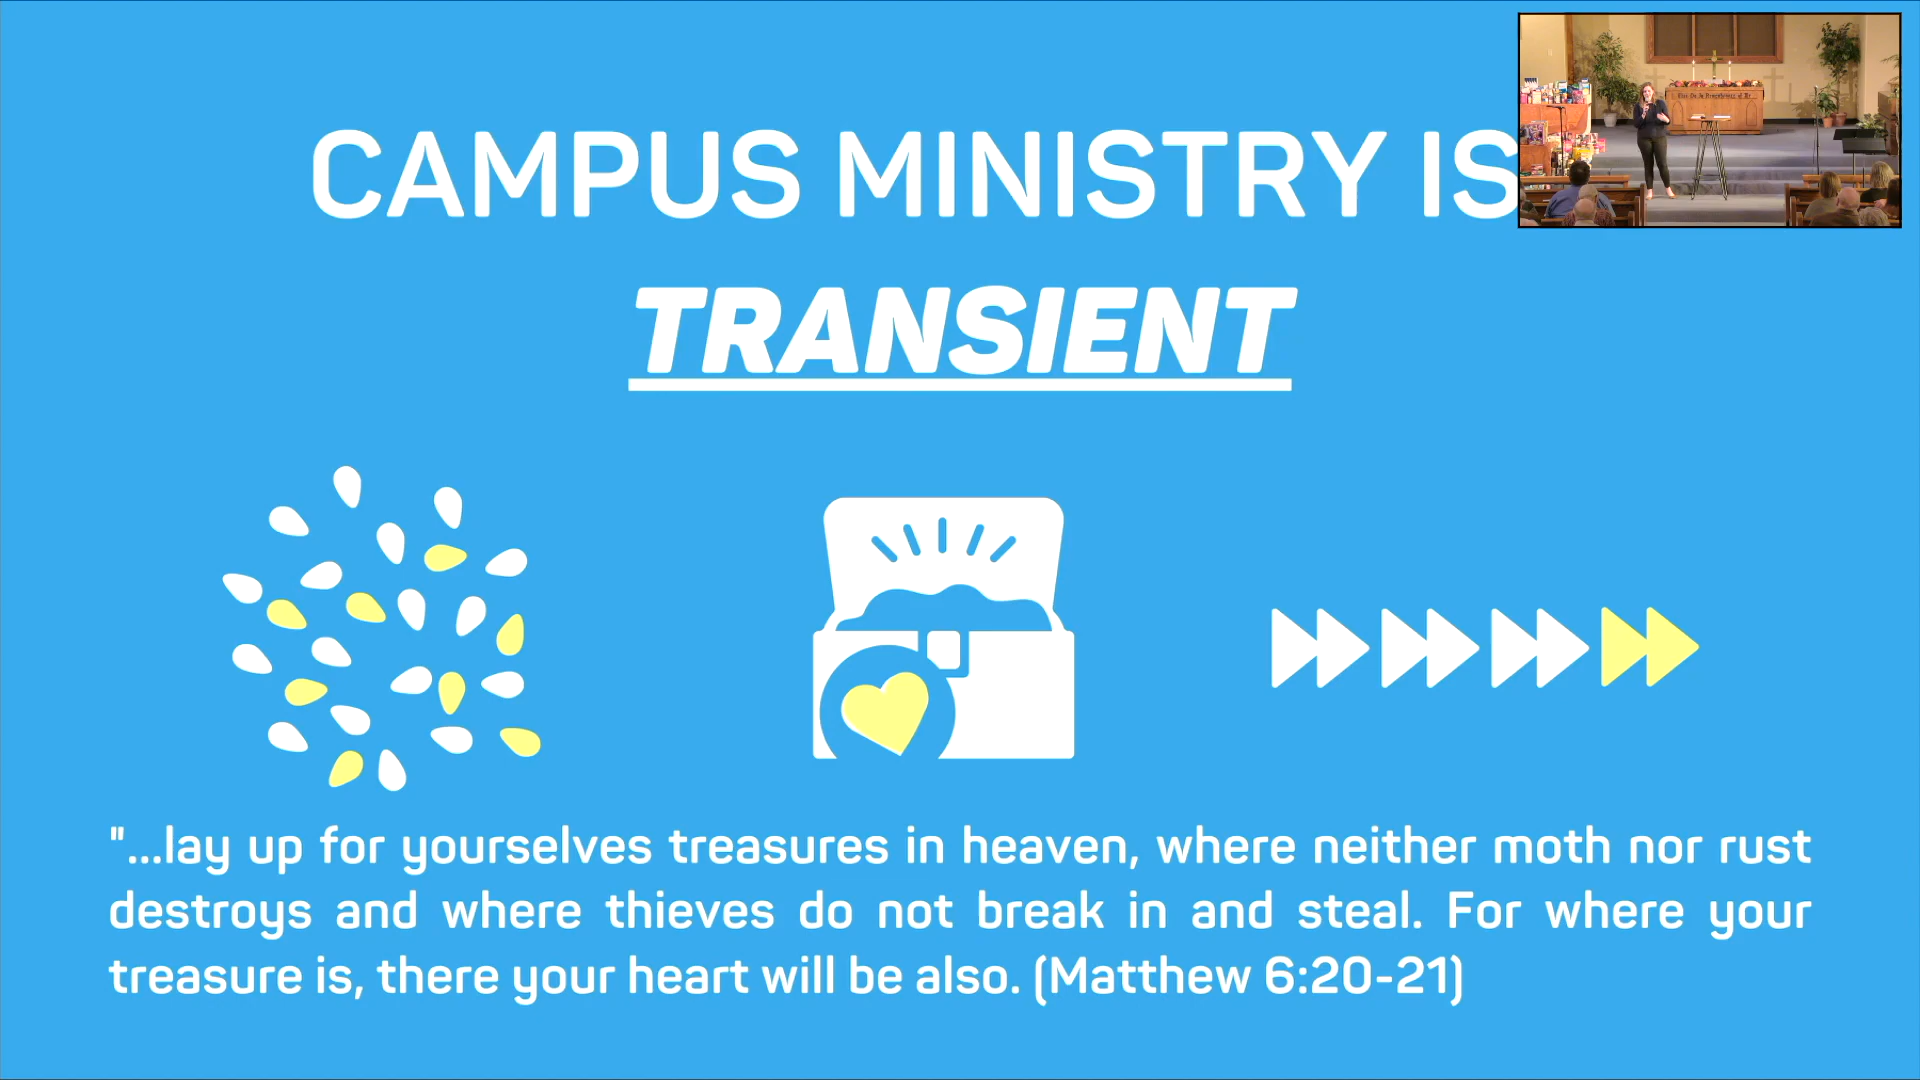 CAMPUS MINISTRY IS
TRANSIENT
"...lay up for yourselves treasures in heaven, where neither moth nor rust
destroys and where thieves do not break in and steal. For where your
treasure is, there your heart will be also. (Matthew 6:20-21)